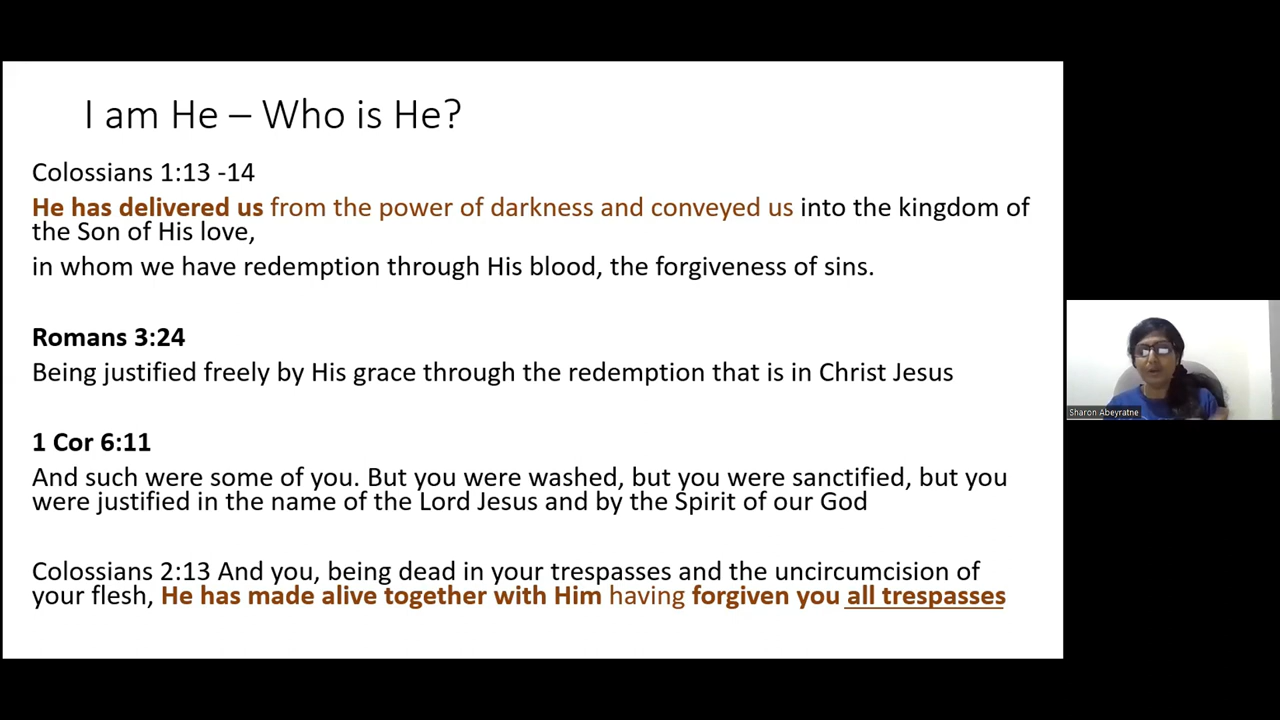 I am He – Who is He?
Colossians 1:13 -14
He has delivered us from the power of darkness and conveyed us into the kingdom of
the Son of His love,
in whom we have redemption through His blood, the forgiveness of sins.
Romans 3:24
Being justified freely by His grace through the redemption that is in Christ Jesus
1 Cor 6:11
And such were some of you. But you were washed, but you were sanctified, but you
were justified in the name of the Lord Jesus and by the Spirit of our God
Colossians 2:13 And you, being dead in your trespasses and the uncircumcision of
your flesh, He has made alive together with Him having forgiven you all trespasses
Sharon Abeyratne